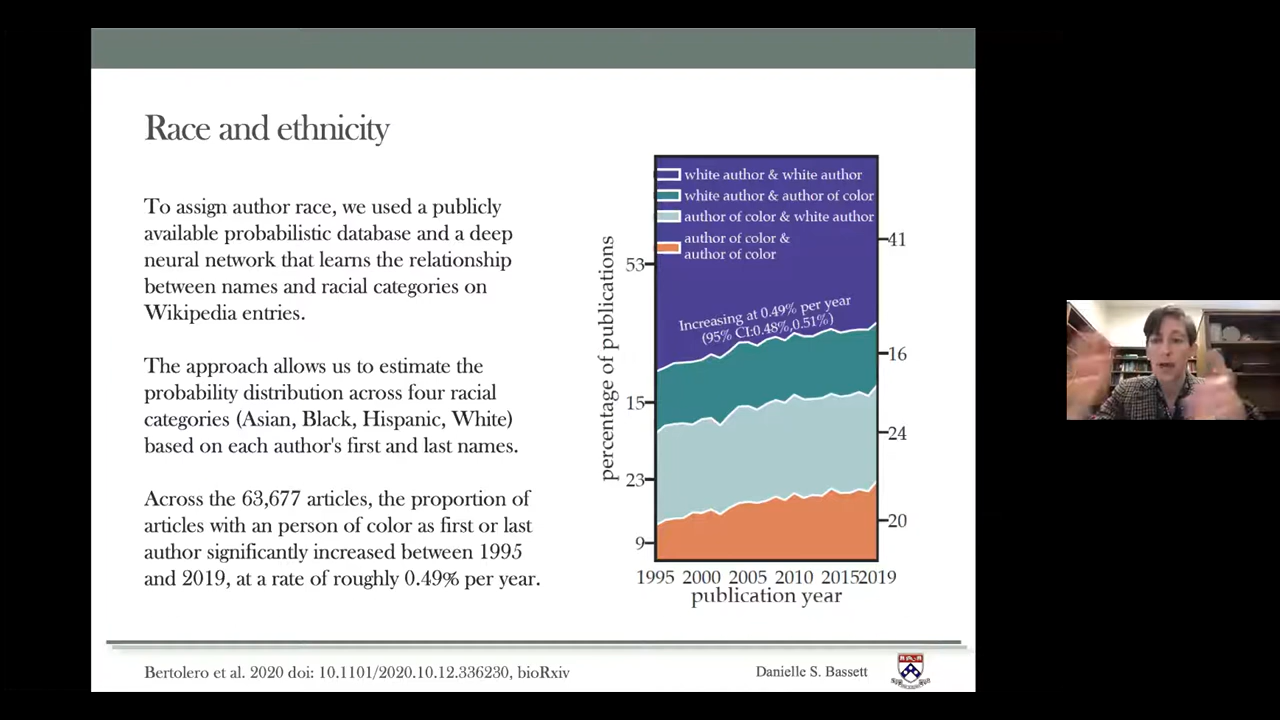 Race and ethnicity
To assign author race, we used a publicly
available probabilistic database and a deep
neural network that learns the relationship
between names and racial categories on
Wikipedia entries.
The approach allows us to estimate the
probability distribution across four racial
categories (Asian, Black, Hispanic, White)
based on each author's first and last names.
Across the 63,677 articles, the proportion of
articles with an person of color as first or last
author significantly increased between 1995
and 2019, at a rate of roughly 0.49% per year.
percentage of publications
53
15
23
9
white author & white author
white author & author of color
author of color & white author
author of color &
author of color
Increasing at 0.49% per year
(95% CI:0.48%,0.51%)
41
16
24
20
1995 2000 2005 2010 2015 2019
publication year
Bertolero et al. 2020 doi: 10.1101/2020.10.12.336230, bioRxiv
Danielle S. Bassett